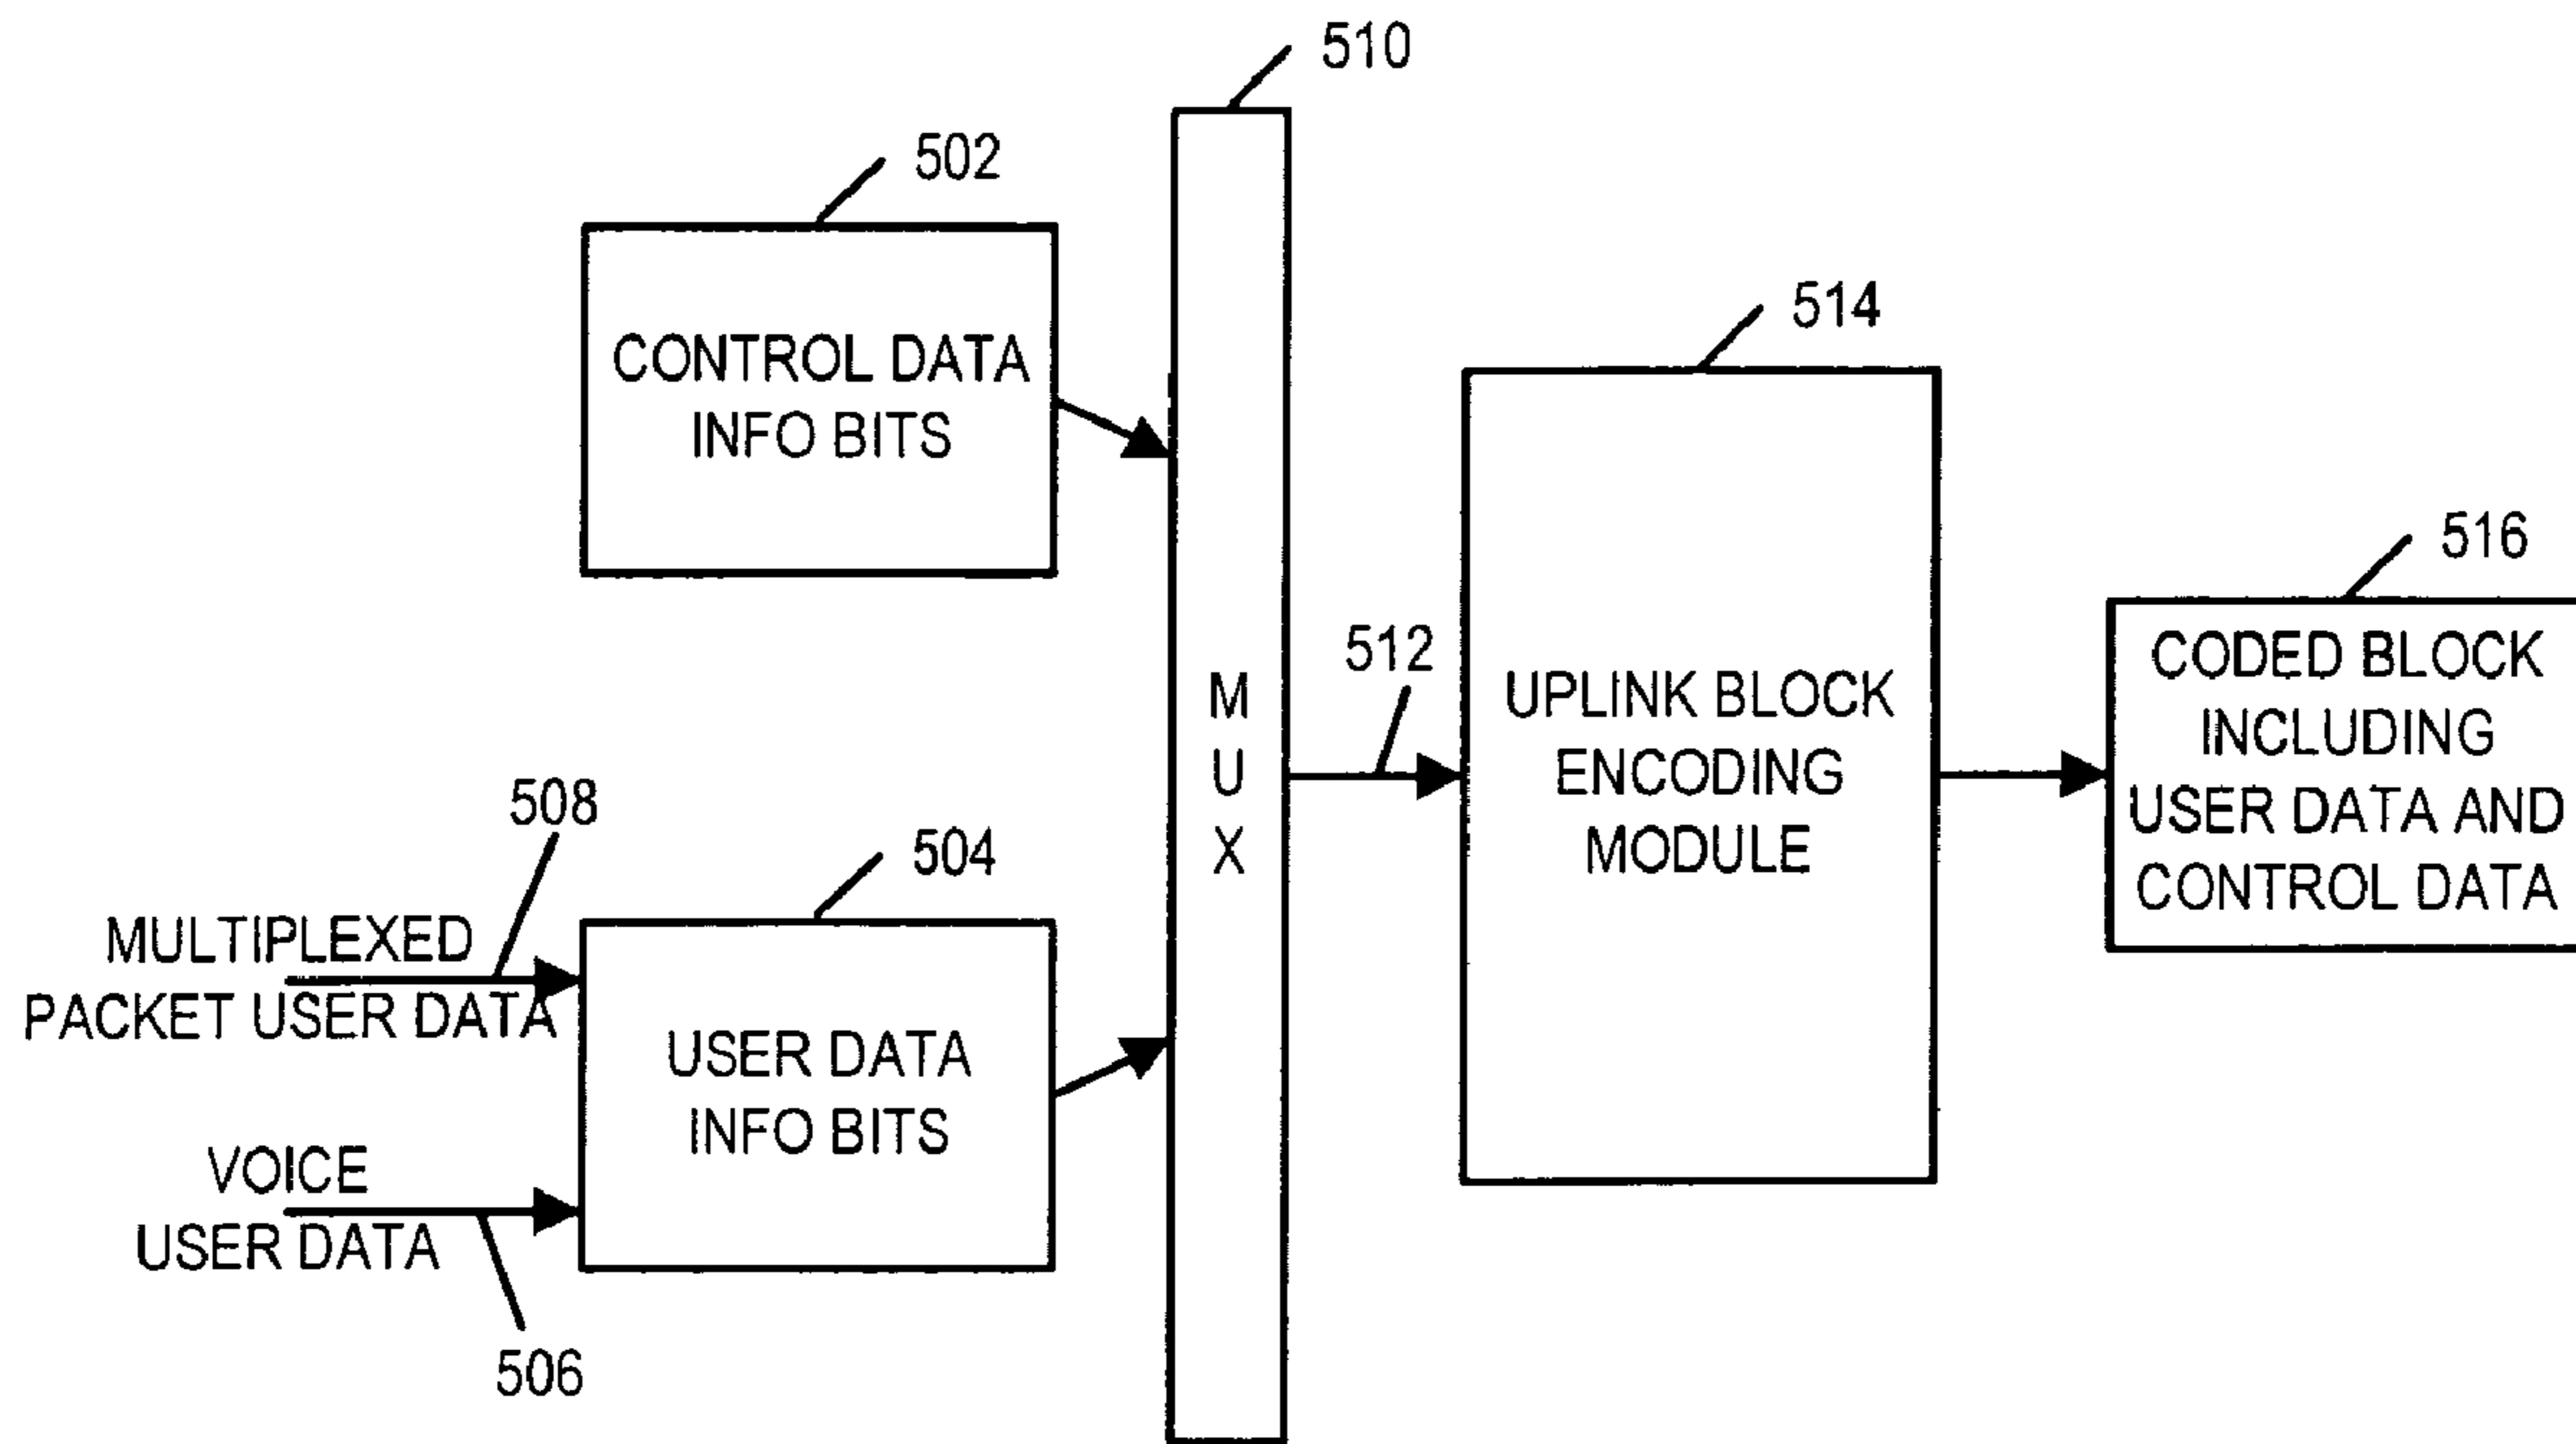 510
502
CONTROL DATA
INFO BITS
514
516
CODED BLOCK
INCLUDING
USER DATA AND
CONTROL DATA
512
M
U
X
UPLINK BLOCK
ENCODING
MODULE
508
504
MULTIPLEXED
PACKET USER DATA
USER DATA
INFO BITS
VOICE
USER DATA
506